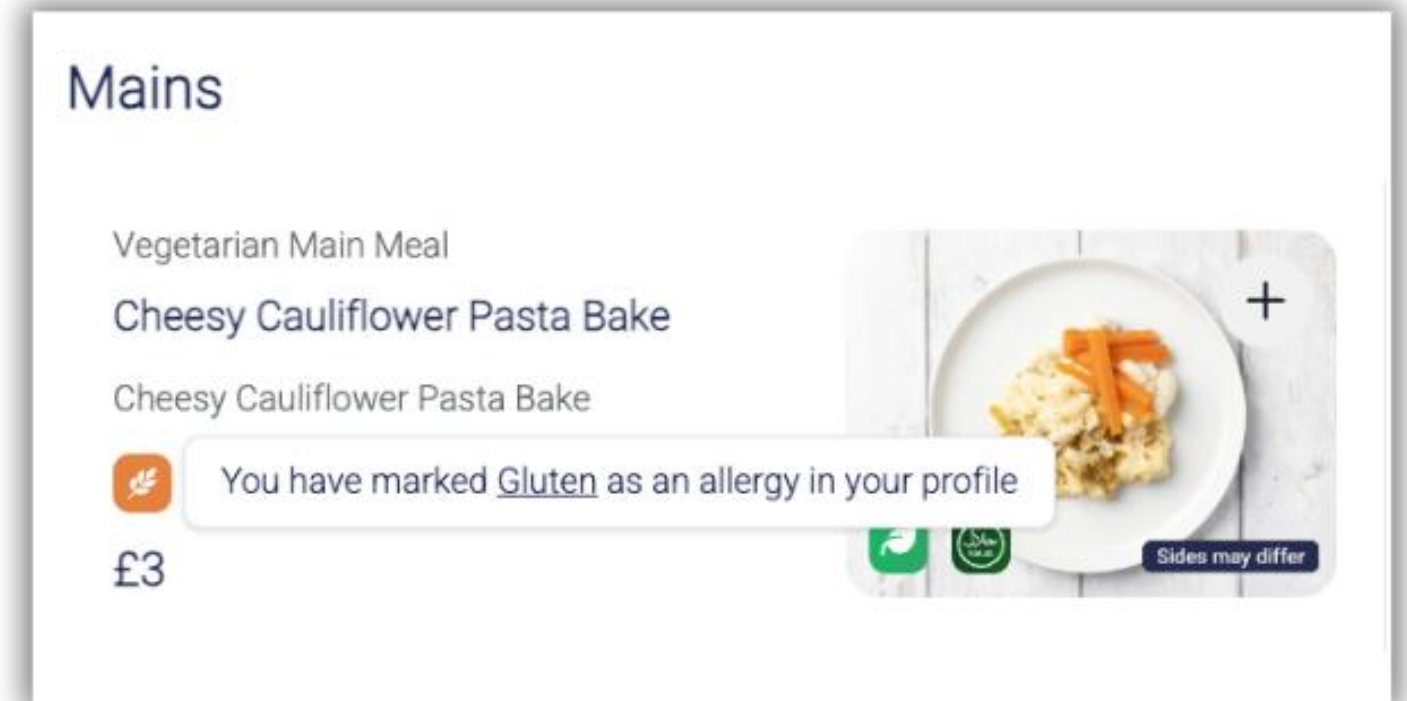 Mains
Vegetarian Main Meal
Cheesy Cauliflower Pasta Bake
Cheesy Cauliflower Pasta Bake
You have marked Gluten as an allergy in your profile
£3
Sides may differ